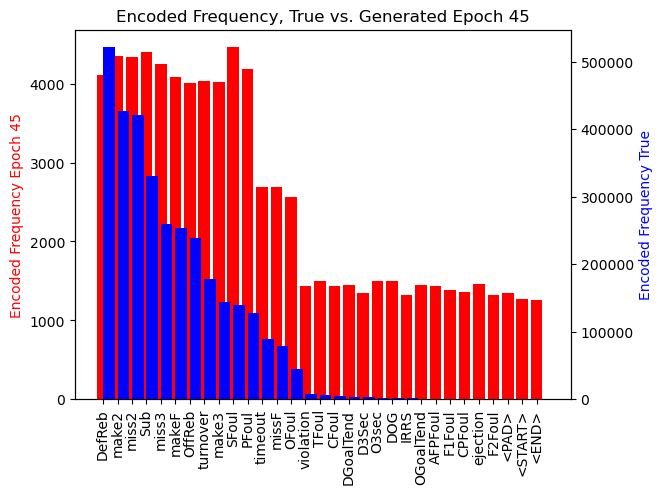 Encoded Frequency, True vs. Generated Epoch 45
Encoded Frequency Epoch 45
4000
3000
2000
1000
0
500000
400000
300000
200000
100000
0
Encoded Frequency True
DefReb
make2
miss2
Sub
miss3
makeF
OffReb
turnover
make3
SFoul
PFoul
timeout
missF
OFoul
violation
TFoul
CFoul
DGoalTend
D3Sec
O3sec
DOG
IRRS
OGoalTend
AFPFoul
F1Foul
CPFoul
ejection
F2Foul
<PAD>
<START>
<END>